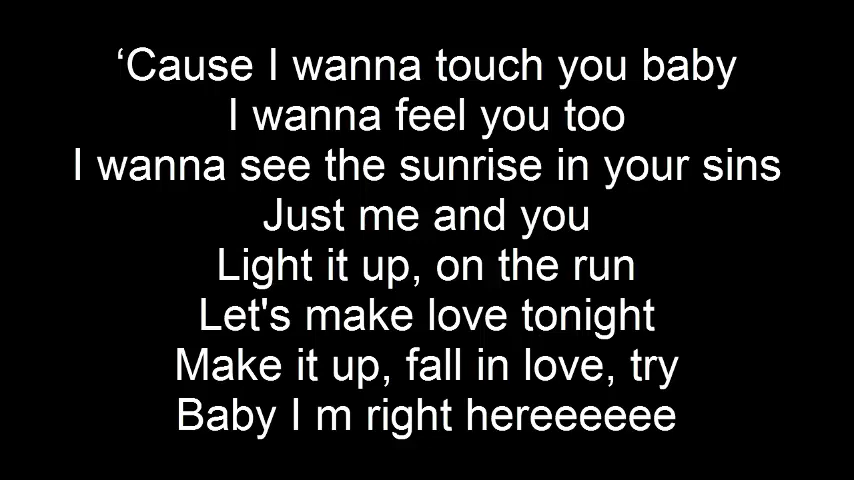 ‘Cause I wanna touch you baby
I wanna feel you too
I wanna see the sunrise in your sins
Just me and you
Light it up, on the run
Let's make love tonight
Make it up, fall in love, try
Baby I m right hereeeeee